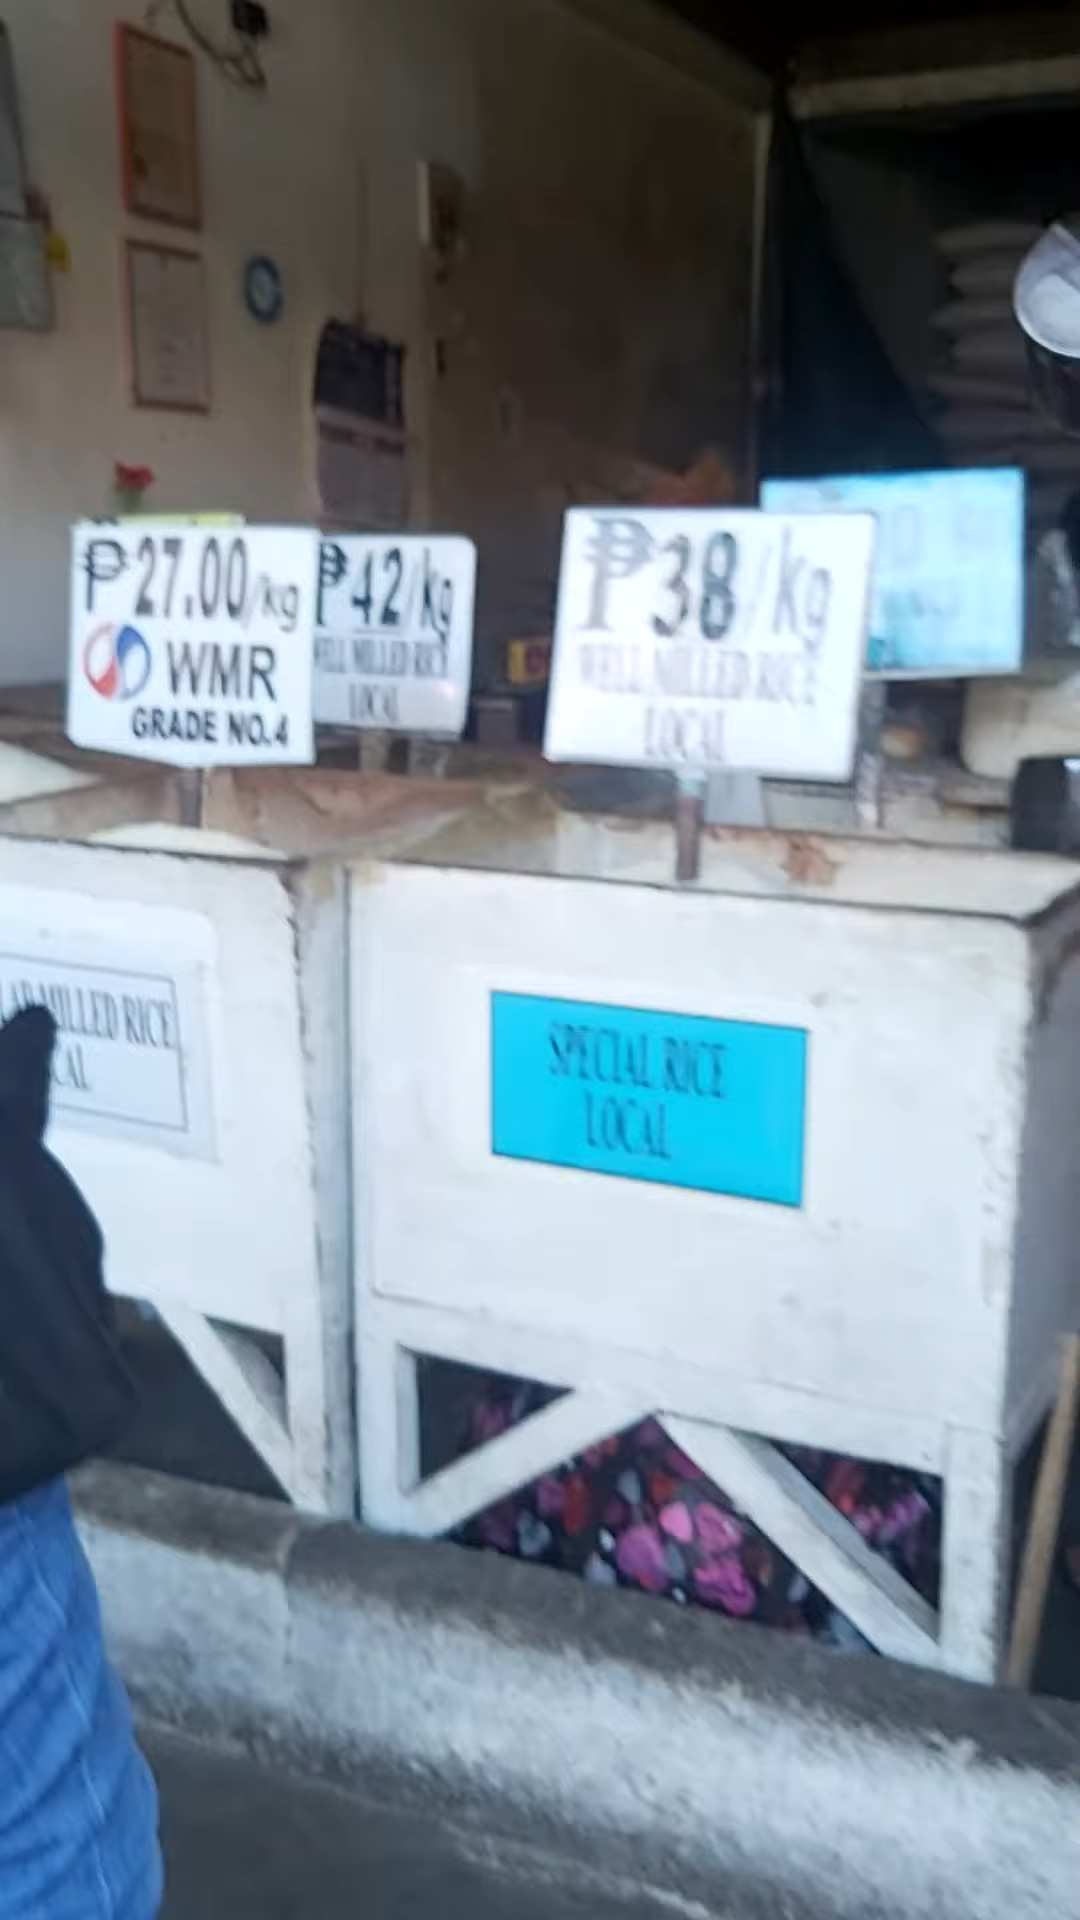 ₱27.00/kg
WMR
GRADE NO.4
₱42/kg
WELL MILLED RICE
LOCAL
₱38/kg
WELL MILLED RICE
LOCAL
MILLED RICE
SPECIAL RICE
LOCAL